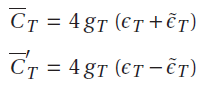 C̅_T = 4 g_T (ϵ_T + ϵ̃_T)
C̅′_T = 4 g_T (ϵ_T − ϵ̃_T)